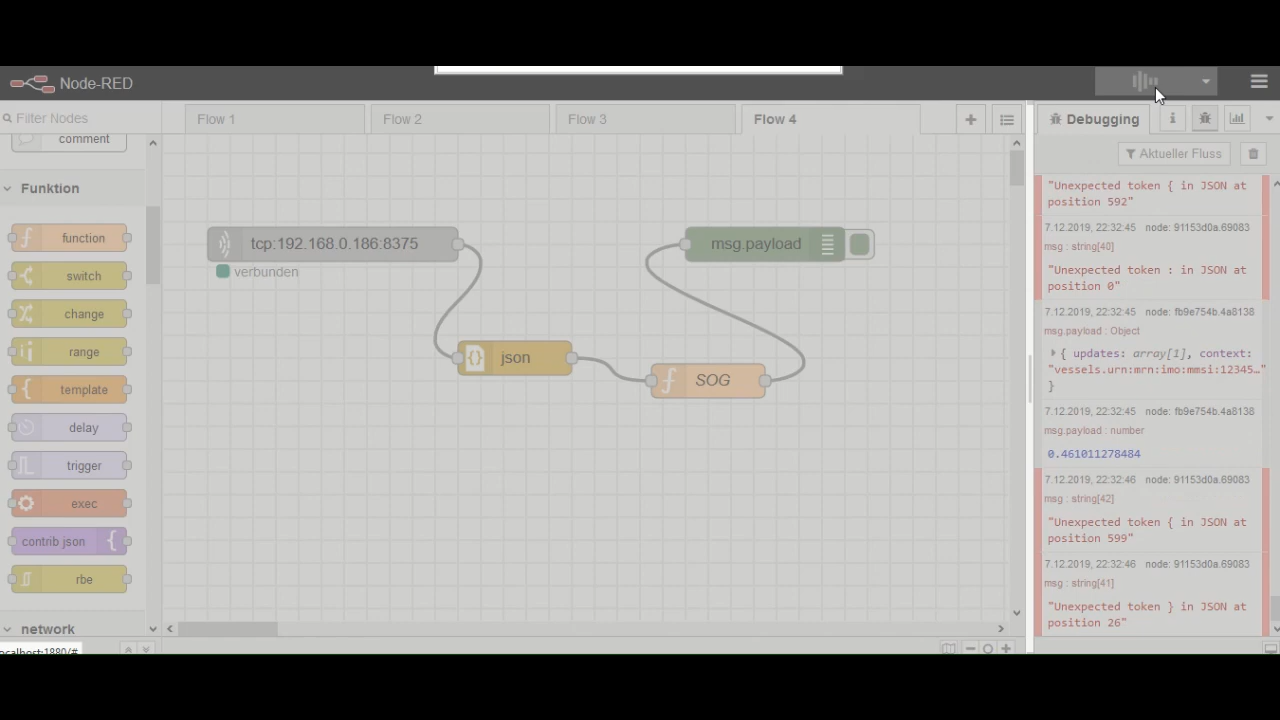 Node-RED
Filter Nodes
Flow 1
Flow 2
Flow 3
Flow 4
Debugging
comment
Aktueller Fluss
Funktion
function
switch
change
range
template
delay
trigger
exec
contrib json
rbe
network
tcp:192.168.0.186:8375
verbunden
json
SOG
msg.payload
"Unexpected token { in JSON at
position 592"
7.12.2019, 22:32:45 node: 91153d0a.69083
msg : string[40]
"Unexpected token : in JSON at
position 0"
7.12.2019, 22:32:45 node: fb9e754b.4a8138
msg.payload : Object
{ updates: array[1], context:
"vessels.urn:mrn:imo:mmsi:12345…"
}
7.12.2019, 22:32:45 node: fb9e754b.4a8138
msg.payload : number
0.461011278484
7.12.2019, 22:32:46 node: 91153d0a.69083
msg : string[42]
"Unexpected token { in JSON at
position 599"
7.12.2019, 22:32:46 node: 91153d0a.69083
msg : string[41]
"Unexpected token } in JSON at
position 26"
ocalhost:1880/#